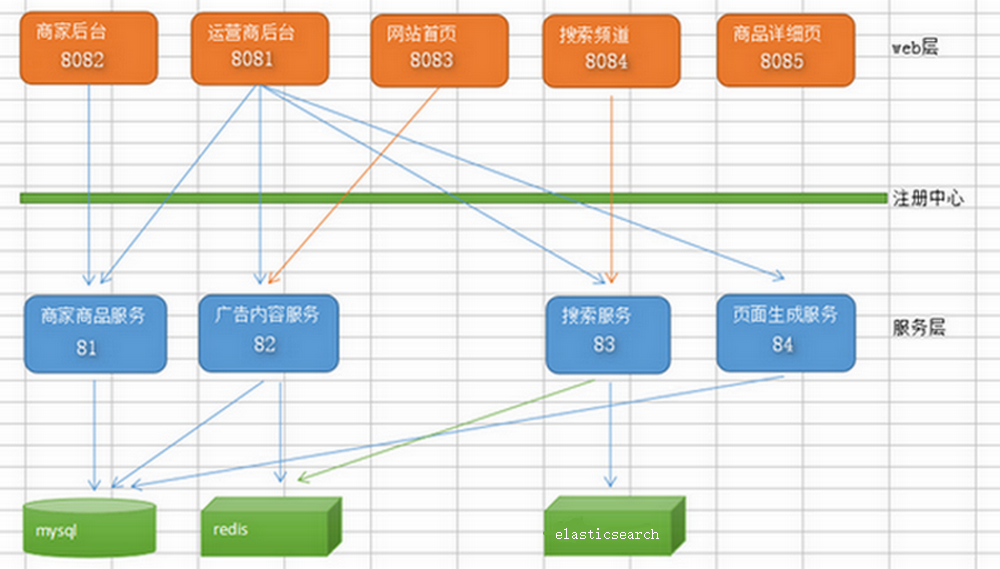 商家后台
8082
运营商后台
8081
网站首页
8083
搜索频道
8084
商品详细页
8085
web层
注册中心
商家商品服务
81
广告内容服务
82
搜索服务
83
页面生成服务
84
服务层
mysql
redis
elasticsearch